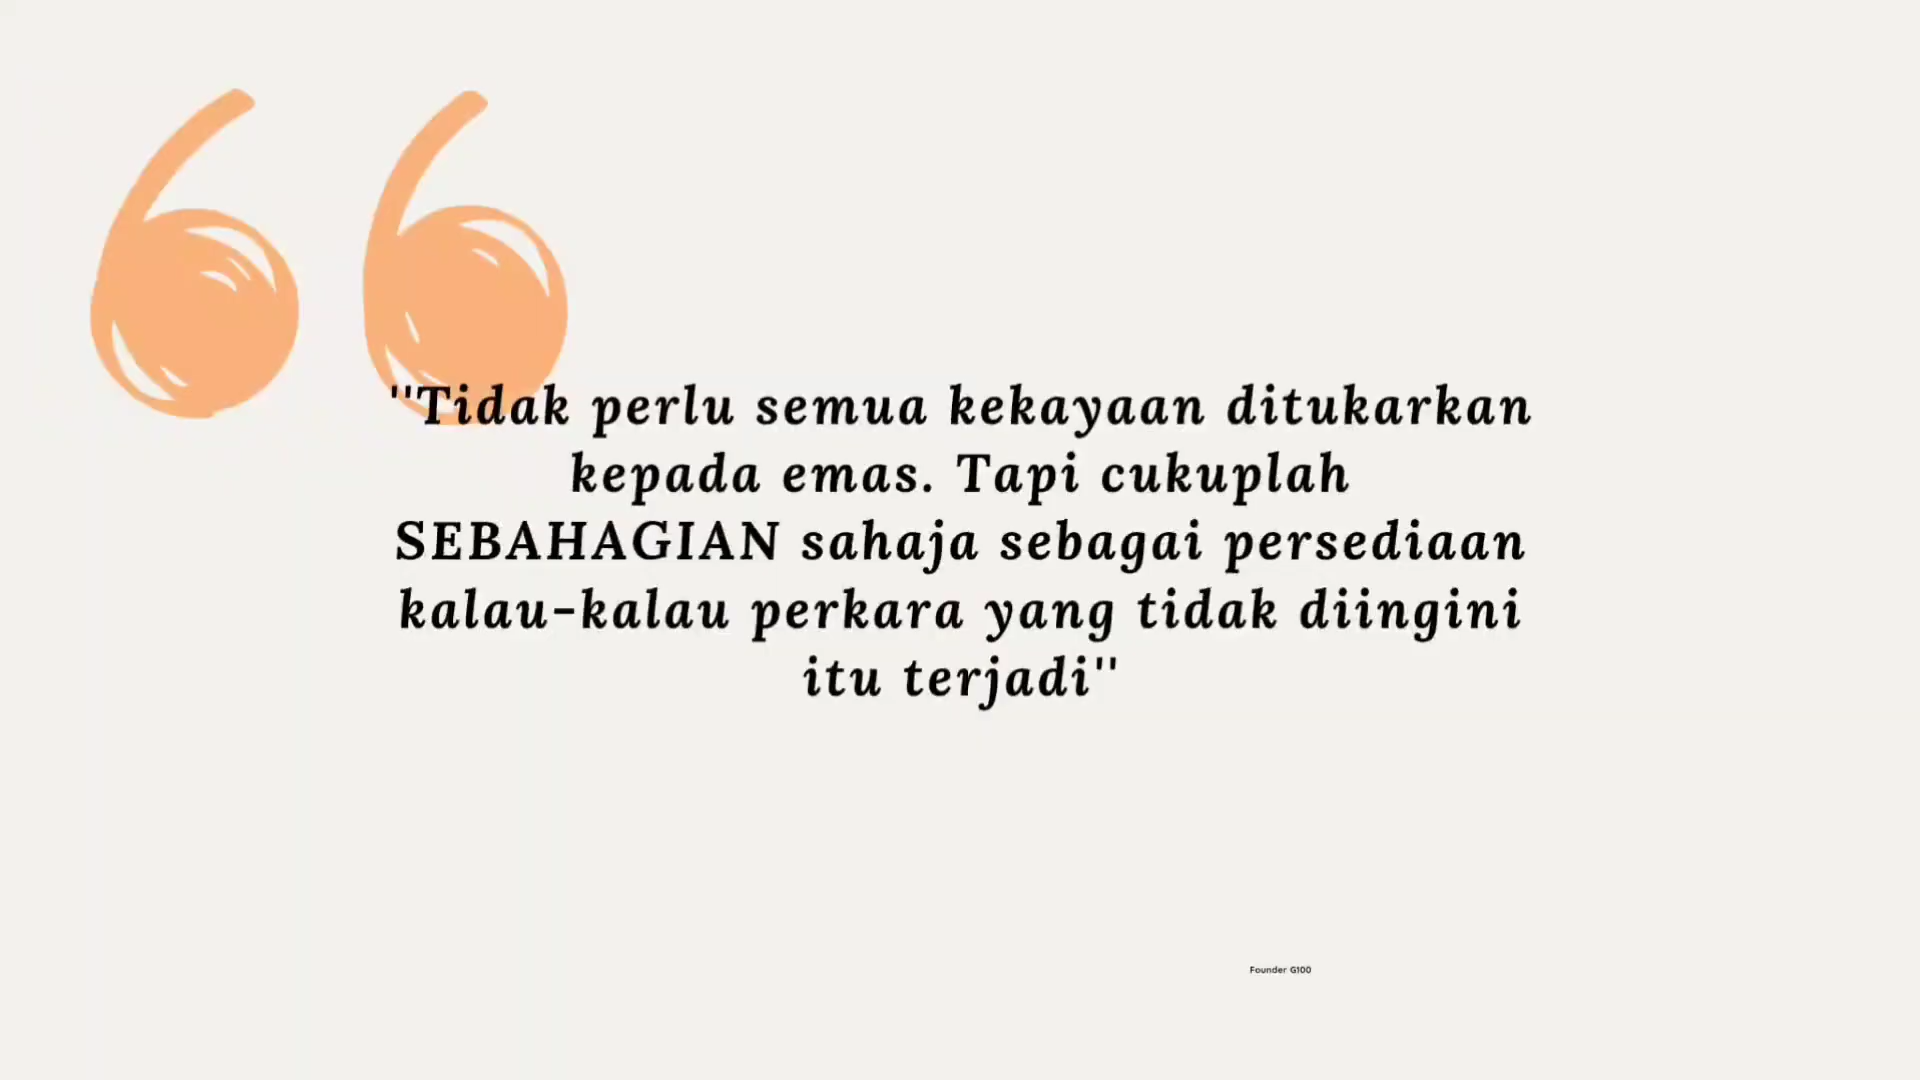 ''Tidak perlu semua kekayaan ditukarkan
kepada emas. Tapi cukuplah
SEBAHAGIAN sahaja sebagai persediaan
kalau-kalau perkara yang tidak diingini
itu terjadi''
Founder G100